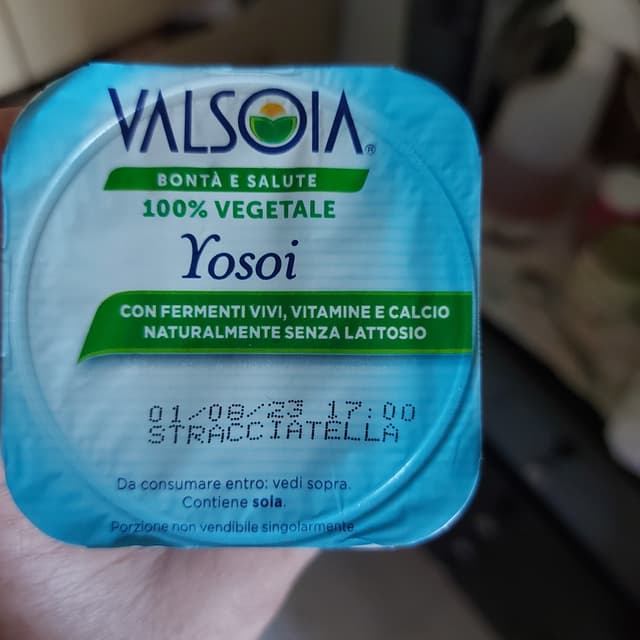 VALSOIA®
BONTÀ E SALUTE
100% VEGETALE
Yosoi
CON FERMENTI VIVI, VITAMINE E CALCIO
NATURALMENTE SENZA LATTOSIO
01/08/23 17:00
STRACCIATELLA
Da consumare entro: vedi sopra.
Contiene soia.
Porzione non vendibile singolarmente.